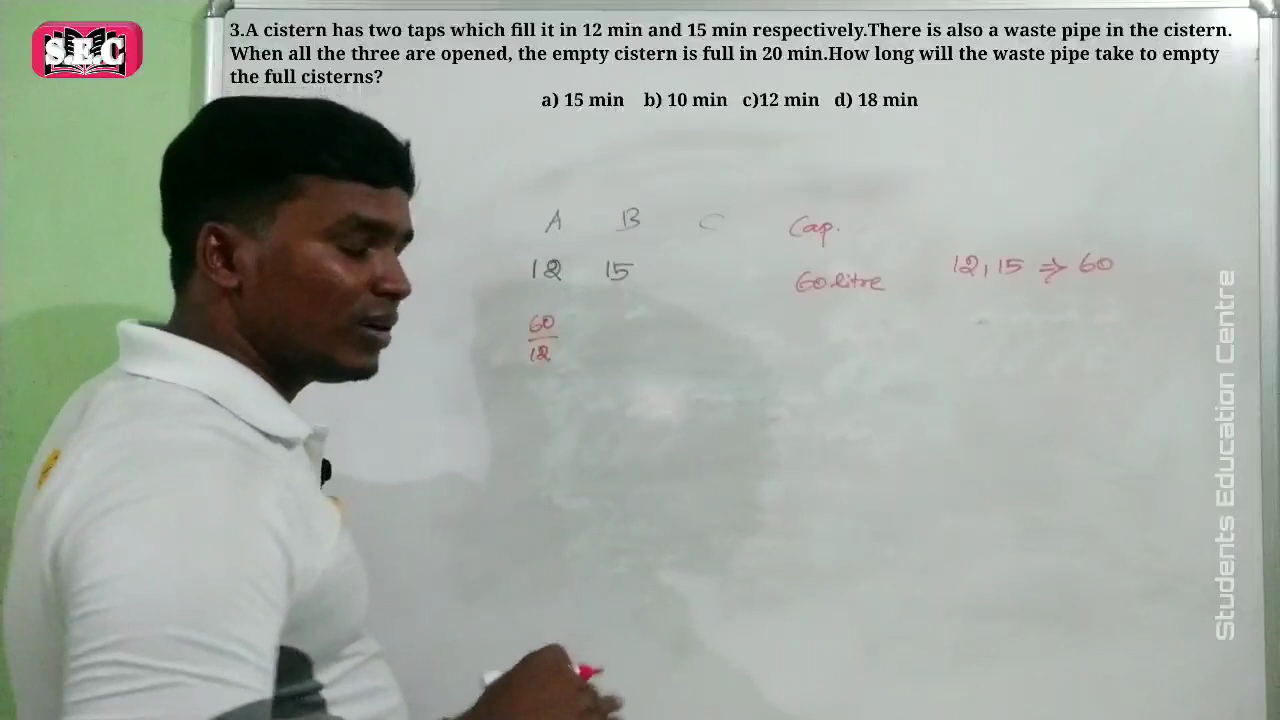 3.A cistern has two taps which fill it in 12 min and 15 min respectively.There is also a waste pipe in the cistern.
When all the three are opened, the empty cistern is full in 20 min.How long will the waste pipe take to empty
the full cisterns?
a) 15 min b) 10 min c)12 min d) 18 min
S.E.C
A B C Cap.
12 15 60 litre 12,15 ⇒ 60
60
12
Students Education Centre